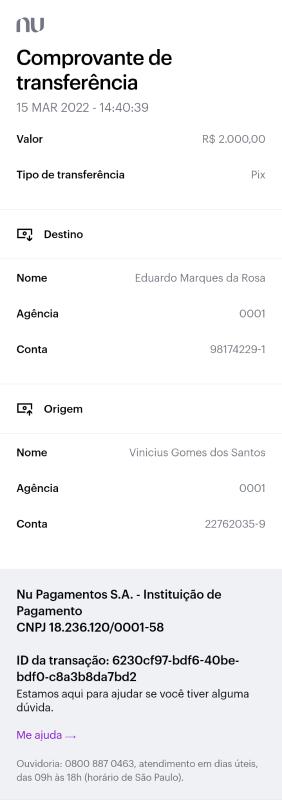 nu
Comprovante de
transferência
15 MAR 2022 - 14:40:39
Valor R$ 2.000,00
Tipo de transferência Pix
Destino
Nome Eduardo Marques da Rosa
Agência 0001
Conta 98174229-1
Origem
Nome Vinicius Gomes dos Santos
Agência 0001
Conta 22762035-9
Nu Pagamentos S.A. - Instituição de
Pagamento
CNPJ 18.236.120/0001-58
ID da transação: 6230cf97-bdf6-40be-
bdf0-c8a3b8da7bd2
Estamos aqui para ajudar se você tiver alguma
dúvida.
Me ajuda →
Ouvidoria: 0800 887 0463, atendimento em dias úteis,
das 09h às 18h (horário de São Paulo).